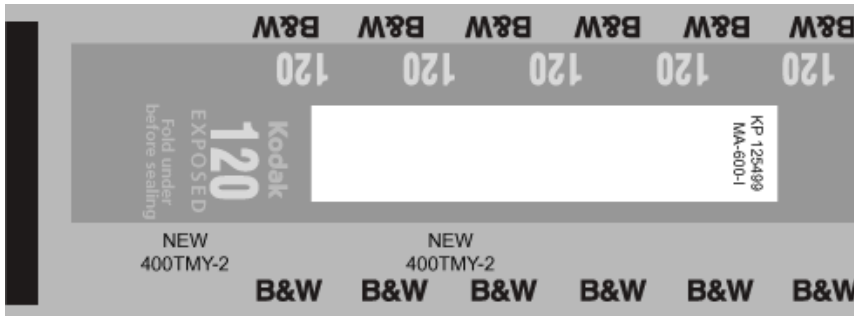 B&W B&W B&W B&W B&W B&W
120 120 120 120 120
Kodak
120
EXPOSED
Fold under
before sealing
KP 125499
MA-600-I
NEW NEW
400TMY-2 400TMY-2
B&W B&W B&W B&W B&W B&W